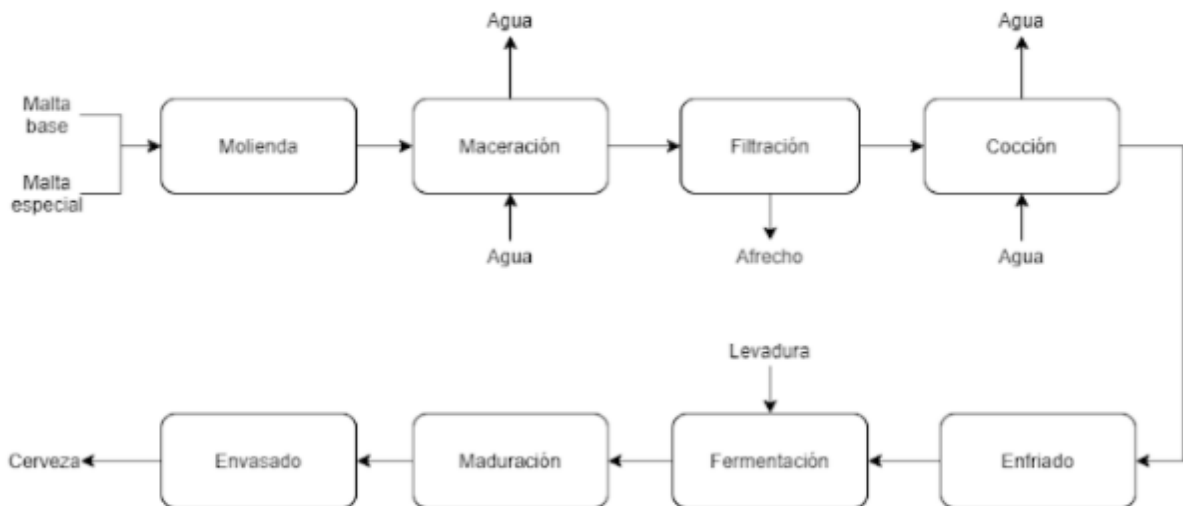 Agua
Agua
Malta
base
Molienda
Maceración
Filtración
Cocción
Malta
especial
Agua
Afrecho
Agua
Levadura
Cerveza
Envasado
Maduración
Fermentación
Enfriado